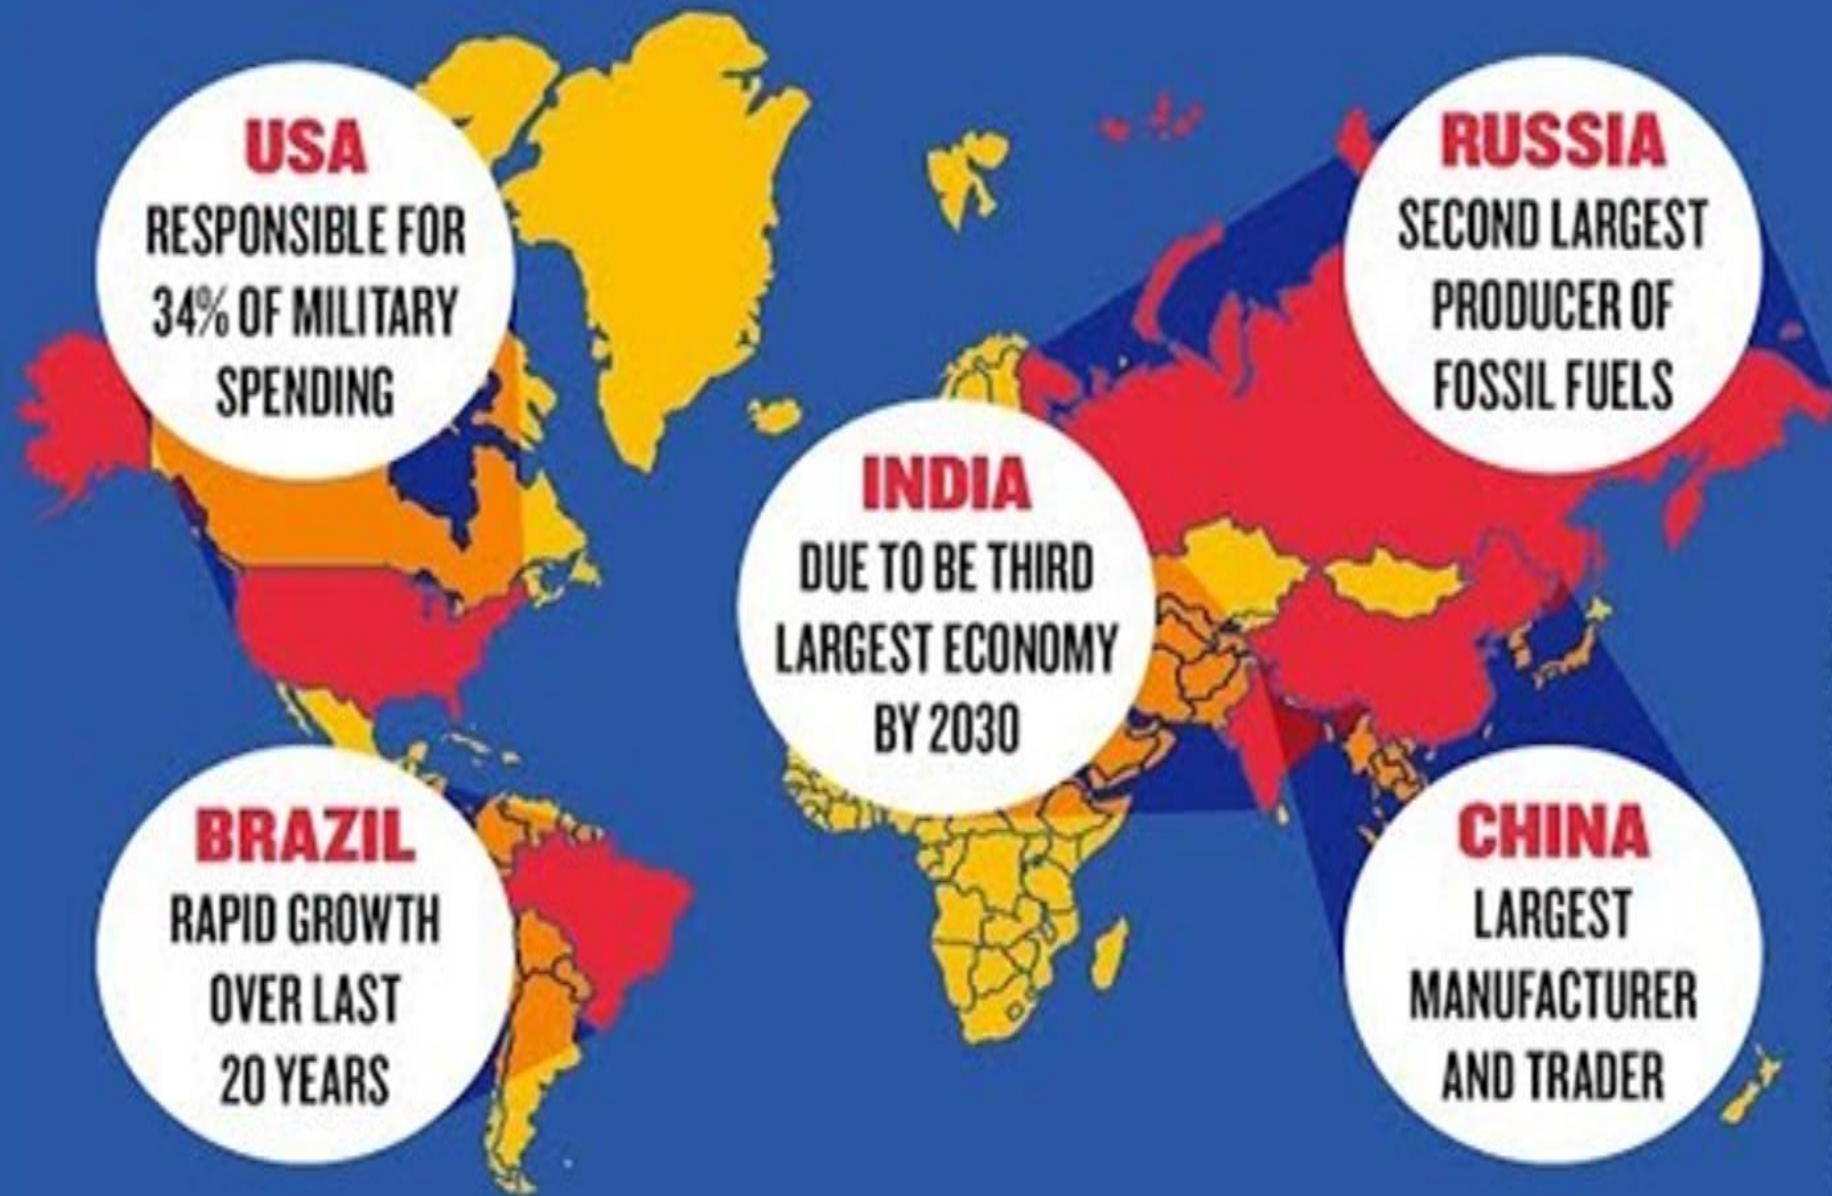 USA
RESPONSIBLE FOR
34% OF MILITARY
SPENDING
RUSSIA
SECOND LARGEST
PRODUCER OF
FOSSIL FUELS
INDIA
DUE TO BE THIRD
LARGEST ECONOMY
BY 2030
BRAZIL
RAPID GROWTH
OVER LAST
20 YEARS
CHINA
LARGEST
MANUFACTURER
AND TRADER